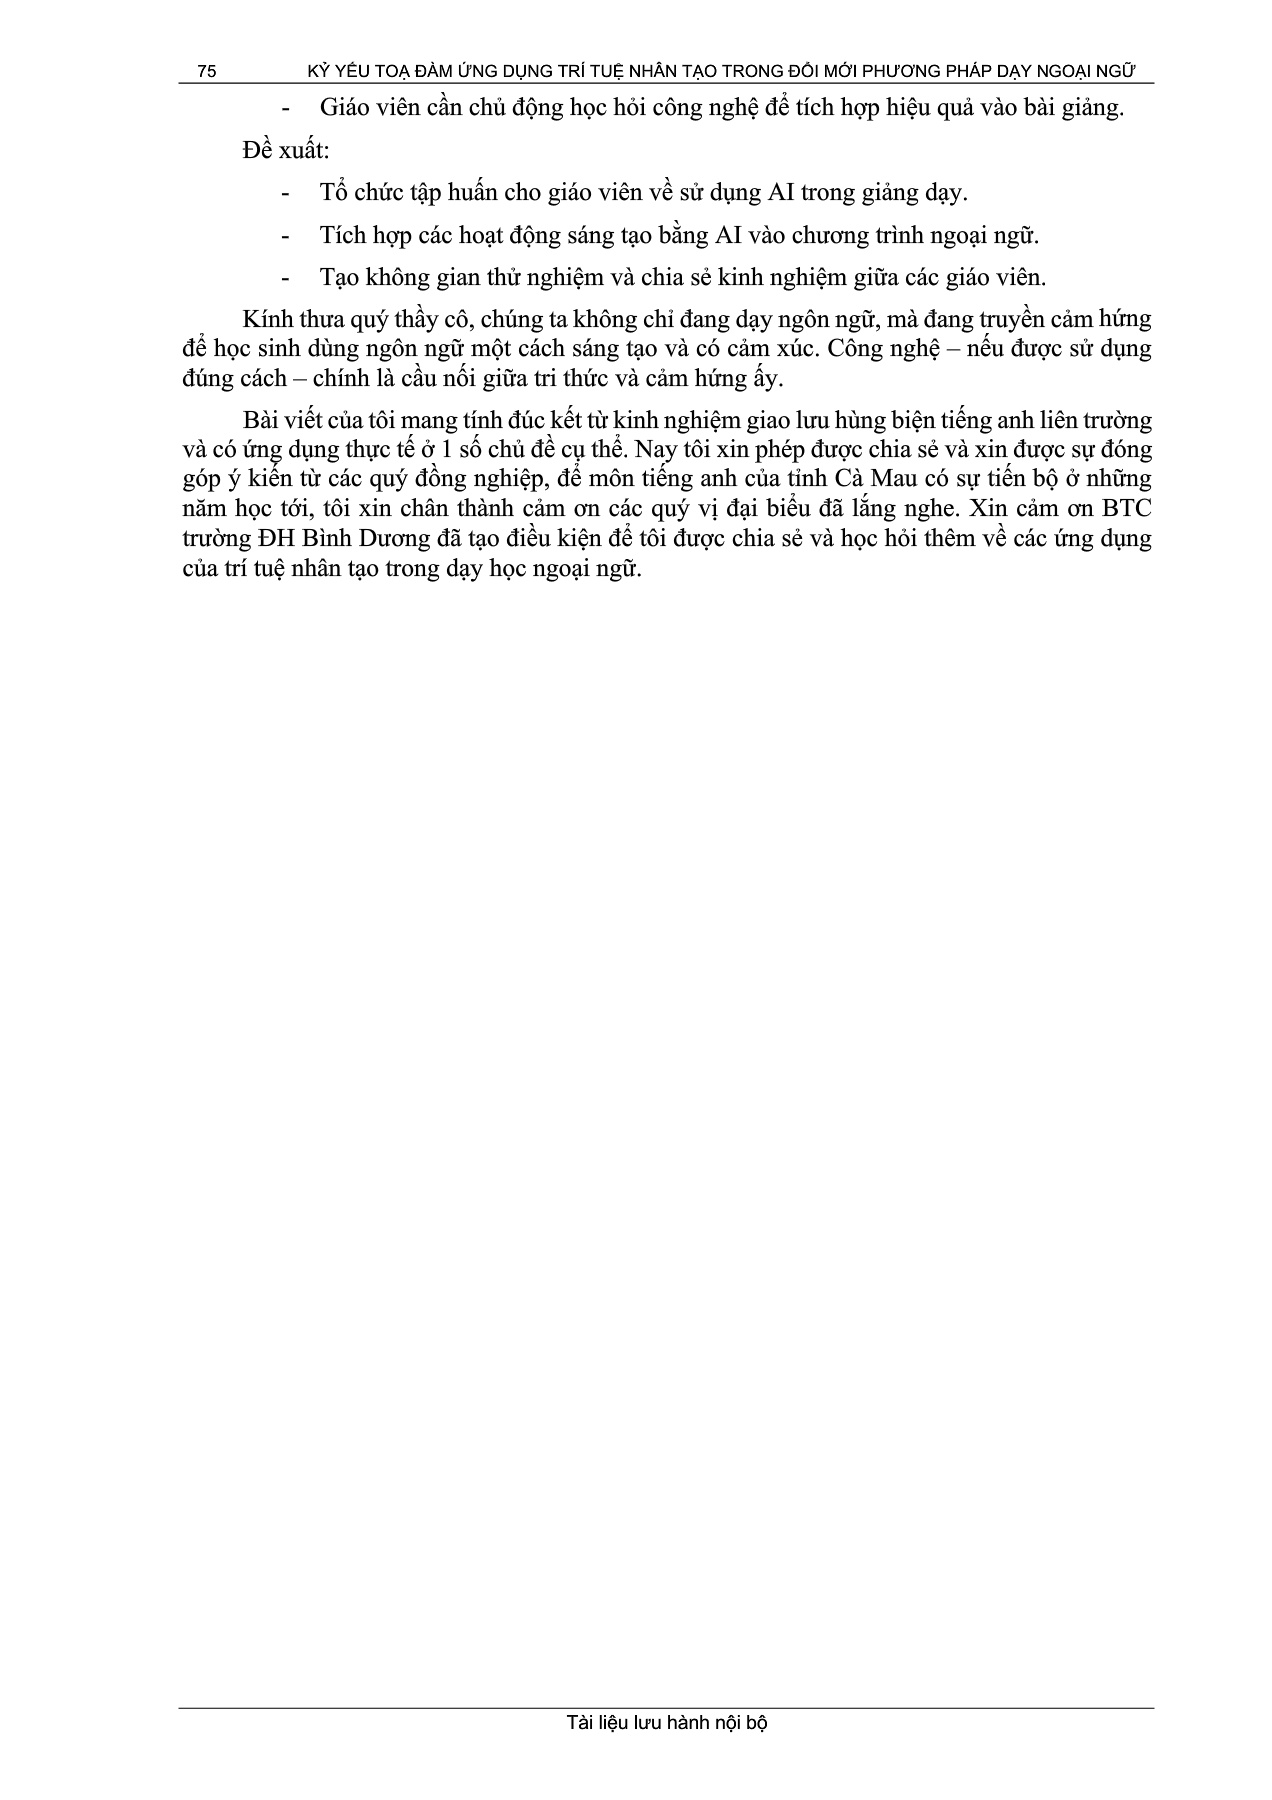 75 KỶ YẾU TOẠ ĐÀM ỨNG DỤNG TRÍ TUỆ NHÂN TẠO TRONG ĐỔI MỚI PHƯƠNG PHÁP DẠY NGOẠI NGỮ
- Giáo viên cần chủ động học hỏi công nghệ để tích hợp hiệu quả vào bài giảng.
Đề xuất:
- Tổ chức tập huấn cho giáo viên về sử dụng AI trong giảng dạy.
- Tích hợp các hoạt động sáng tạo bằng AI vào chương trình ngoại ngữ.
- Tạo không gian thử nghiệm và chia sẻ kinh nghiệm giữa các giáo viên.
Kính thưa quý thầy cô, chúng ta không chỉ đang dạy ngôn ngữ, mà đang truyền cảm hứng
để học sinh dùng ngôn ngữ một cách sáng tạo và có cảm xúc. Công nghệ – nếu được sử dụng
đúng cách – chính là cầu nối giữa tri thức và cảm hứng ấy.
Bài viết của tôi mang tính đúc kết từ kinh nghiệm giao lưu hùng biện tiếng anh liên trường
và có ứng dụng thực tế ở 1 số chủ đề cụ thể. Nay tôi xin phép được chia sẻ và xin được sự đóng
góp ý kiến từ các quý đồng nghiệp, để môn tiếng anh của tỉnh Cà Mau có sự tiến bộ ở những
năm học tới, tôi xin chân thành cảm ơn các quý vị đại biểu đã lắng nghe. Xin cảm ơn BTC
trường ĐH Bình Dương đã tạo điều kiện để tôi được chia sẻ và học hỏi thêm về các ứng dụng
của trí tuệ nhân tạo trong dạy học ngoại ngữ.
Tài liệu lưu hành nội bộ